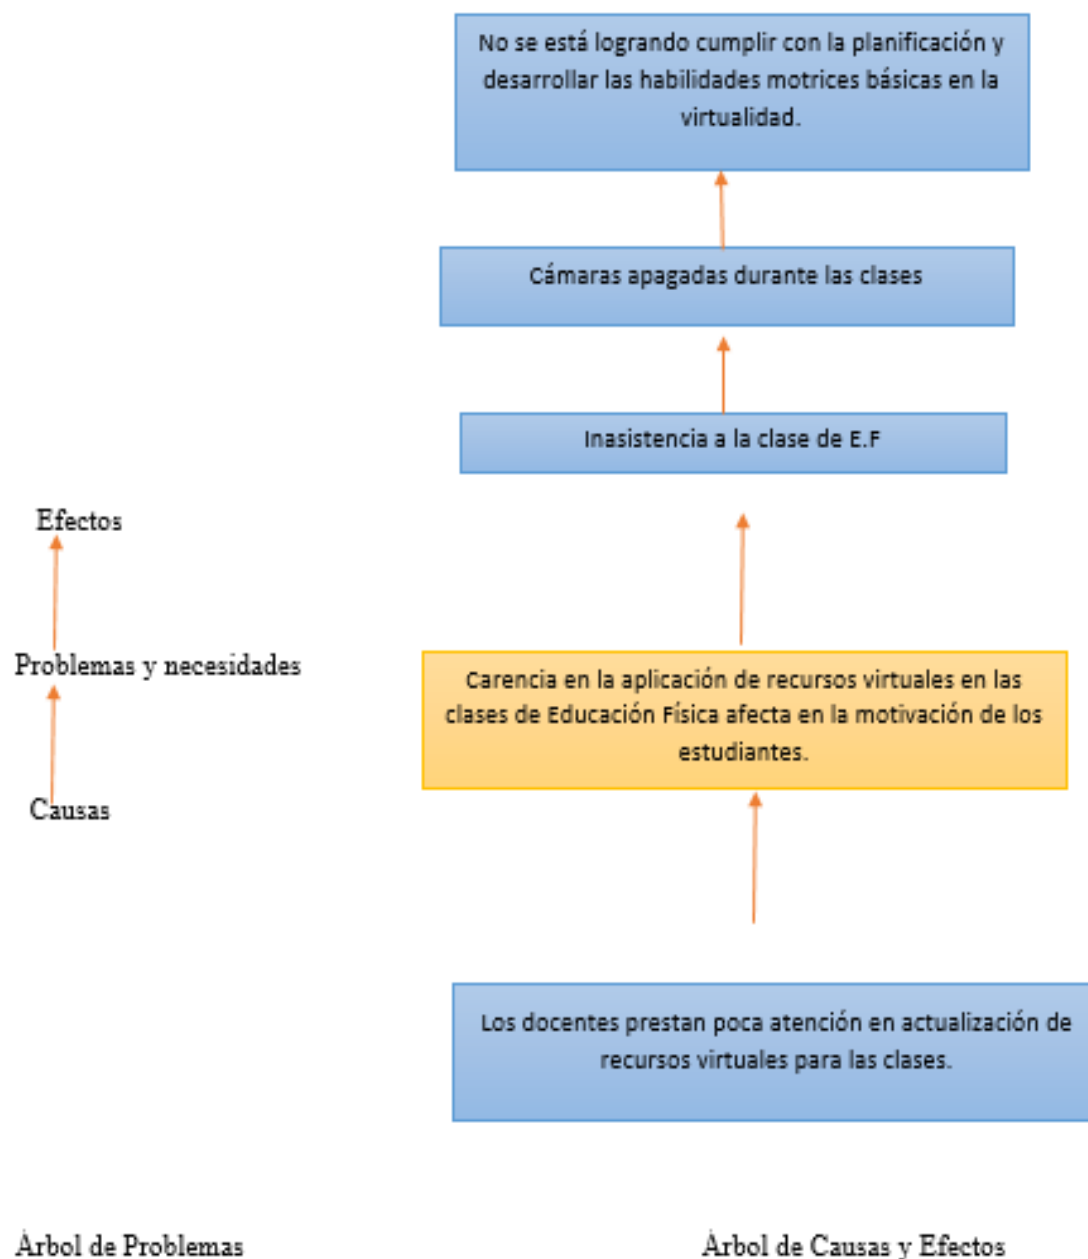 No se está logrando cumplir con la planificación y
desarrollar las habilidades motrices básicas en la
virtualidad.
Cámaras apagadas durante las clases
Inasistencia a la clase de E.F
Efectos
Problemas y necesidades
Carencia en la aplicación de recursos virtuales en las
clases de Educación Física afecta en la motivación de los
estudiantes.
Causas
Los docentes prestan poca atención en actualización de
recursos virtuales para las clases.
Árbol de Problemas
Árbol de Causas y Efectos